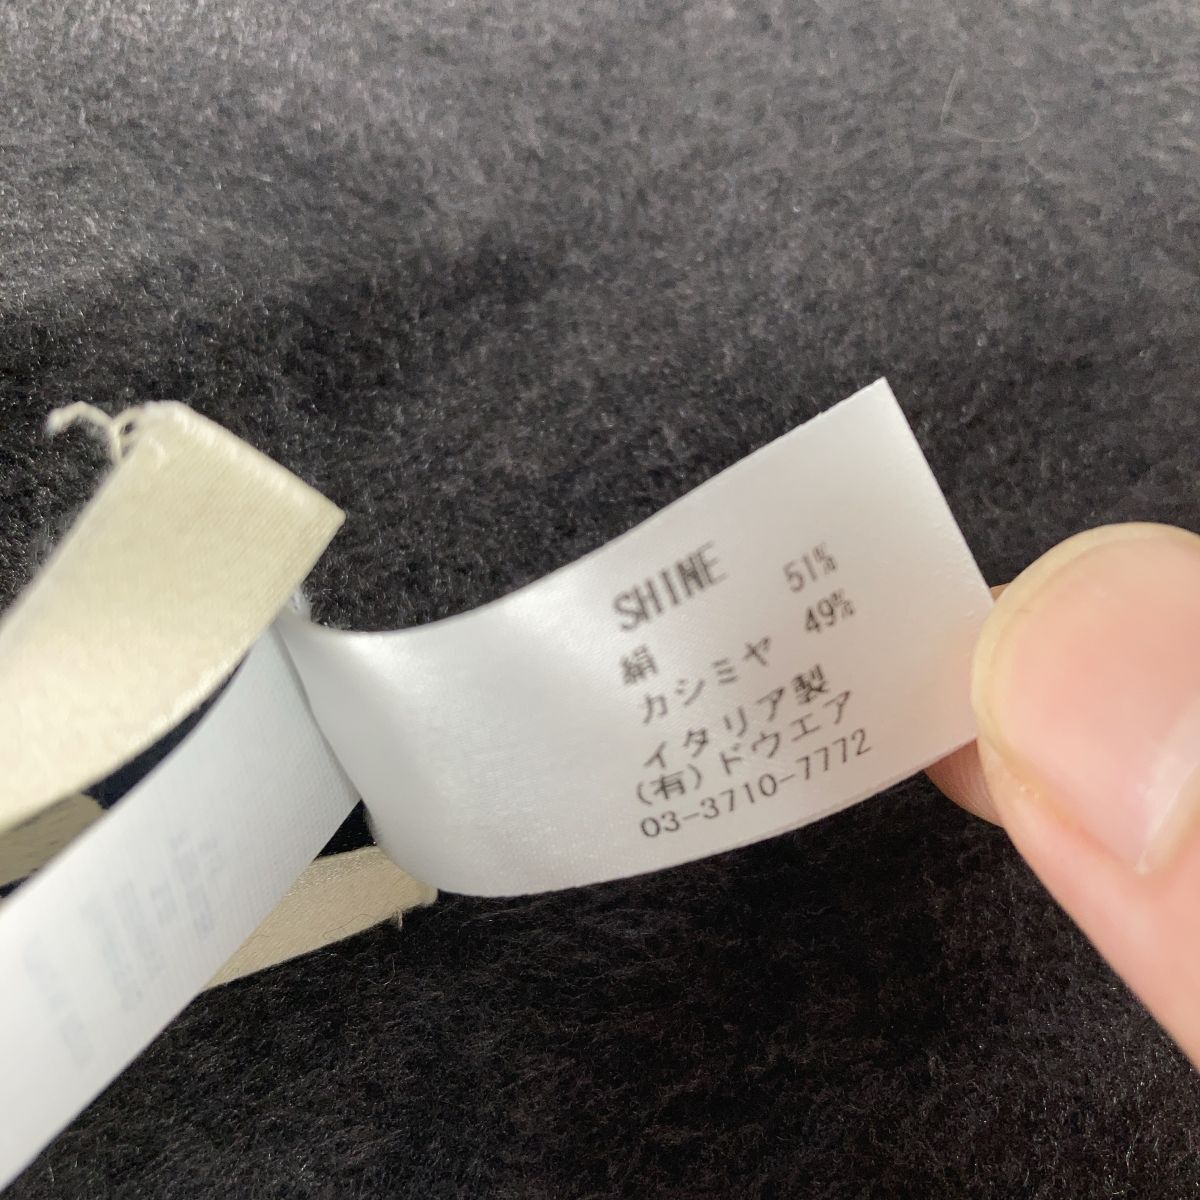 SHINE
絹 51%
カシミヤ 49%
イタリア製
(有)ドウエア
03-3710-7772